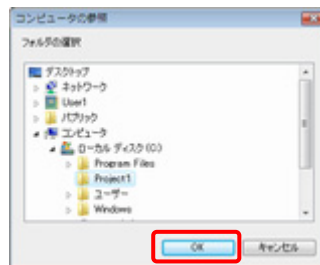 コンピュータの参照
フォルダの選択
デスクトップ
ネットワーク
User1
パブリック
コンピュータ
ローカル ディスク (C:)
Program Files
Project1
ユーザー
Windows
OK
キャンセル